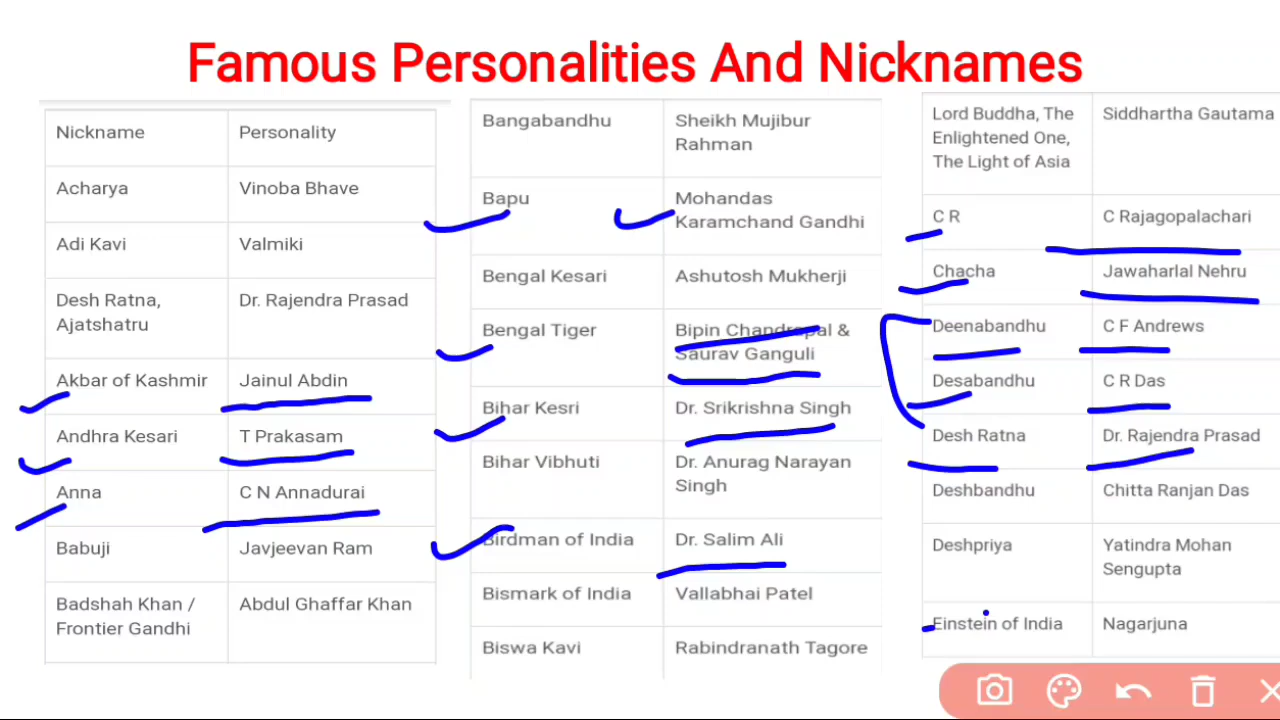 Famous Personalities And Nicknames
Nickname Personality
Acharya Vinoba Bhave
Adi Kavi Valmiki
Desh Ratna, Dr. Rajendra Prasad
Ajatshatru
Akbar of Kashmir Jainul Abdin
Andhra Kesari T Prakasam
Anna C N Annadurai
Babuji Javjeevan Ram
Badshah Khan / Abdul Ghaffar Khan
Frontier Gandhi
Bangabandhu Sheikh Mujibur
Rahman
Bapu Mohandas
Karamchand Gandhi
Bengal Kesari Ashutosh Mukherji
Bengal Tiger Bipin Chandrapal &
Saurav Ganguli
Bihar Kesri Dr. Srikrishna Singh
Bihar Vibhuti Dr. Anurag Narayan
Singh
Birdman of India Dr. Salim Ali
Bismark of India Vallabhai Patel
Biswa Kavi Rabindranath Tagore
Lord Buddha, The Siddhartha Gautama
Enlightened One,
The Light of Asia
C R C Rajagopalachari
Chacha Jawaharlal Nehru
Deenabandhu C F Andrews
Desabandhu C R Das
Desh Ratna Dr. Rajendra Prasad
Deshbandhu Chitta Ranjan Das
Deshpriya Yatindra Mohan
Sengupta
Einstein of India Nagarjuna